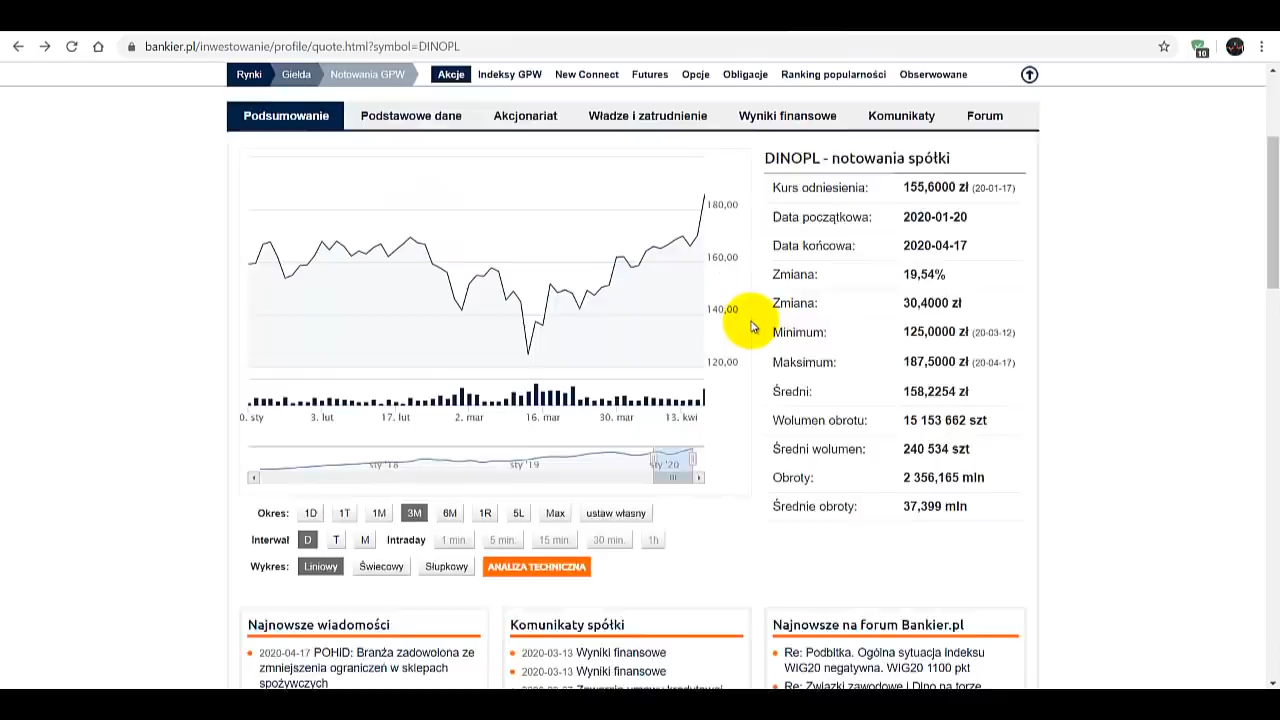 bankier.pl/inwestowanie/profile/quote.html?symbol=DINOPL
10
Rynki Giełda Notowania GPW Akcje Indeksy GPW New Connect Futures Opcje Obligacje Ranking popularności Obserwowane
Podsumowanie Podstawowe dane Akcjonariat Władze i zatrudnienie Wyniki finansowe Komunikaty Forum
DINOPL - notowania spółki
Kurs odniesienia: 155,6000 zł (20-01-17)
Data początkowa: 2020-01-20
Data końcowa: 2020-04-17
Zmiana: 19,54%
Zmiana: 30,4000 zł
Minimum: 125,0000 zł (20-03-12)
Maksimum: 187,5000 zł (20-04-17)
Średni: 158,2254 zł
Wolumen obrotu: 15 153 662 szt
Średni wolumen: 240 534 szt
Obroty: 2 356,165 mln
Średnie obroty: 37,399 mln
180,00
160,00
140,00
120,00
0. sty 3. lut 17. lut 2. mar 16. mar 30. mar 13. kwi
sty '18 sty '19 sty '20
Okres: 1D 1T 1M 3M 6M 1R 5L Max ustaw własny
Interwał D T M Intraday 1 min. 5 min. 15 min. 30 min. 1h
Wykres: Liniowy Świecowy Słupkowy ANALIZA TECHNICZNA
Najnowsze wiadomości
2020-04-17 POHID: Branża zadowolona ze
zmniejszenia ograniczeń w sklepach
spożywczych
Komunikaty spółki
2020-03-13 Wyniki finansowe
2020-03-13 Wyniki finansowe
Najnowsze na forum Bankier.pl
Re: Podbitka. Ogólna sytuacja indeksu
WIG20 negatywna. WIG20 1100 pkt
Re: Związki zawodowe i Dino na torze